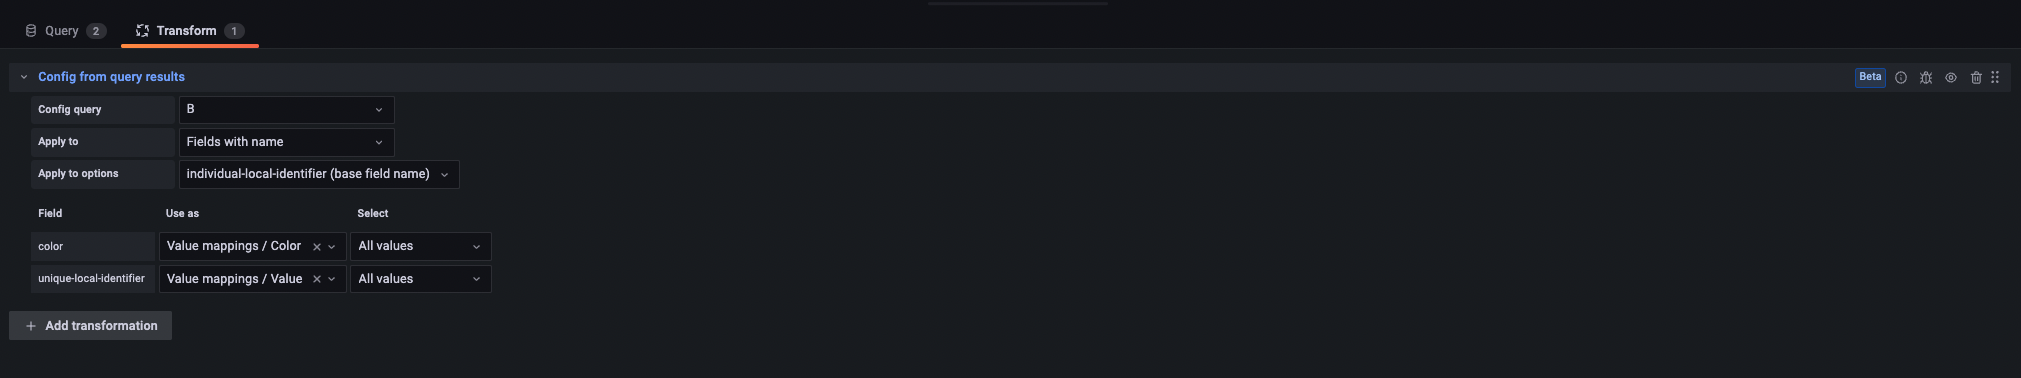 Query 2 Transform 1
Config from query results Beta
Config query B
Apply to Fields with name
Apply to options individual-local-identifier (base field name)
Field Use as Select
color Value mappings / Color All values
unique-local-identifier Value mappings / Value All values
Add transformation